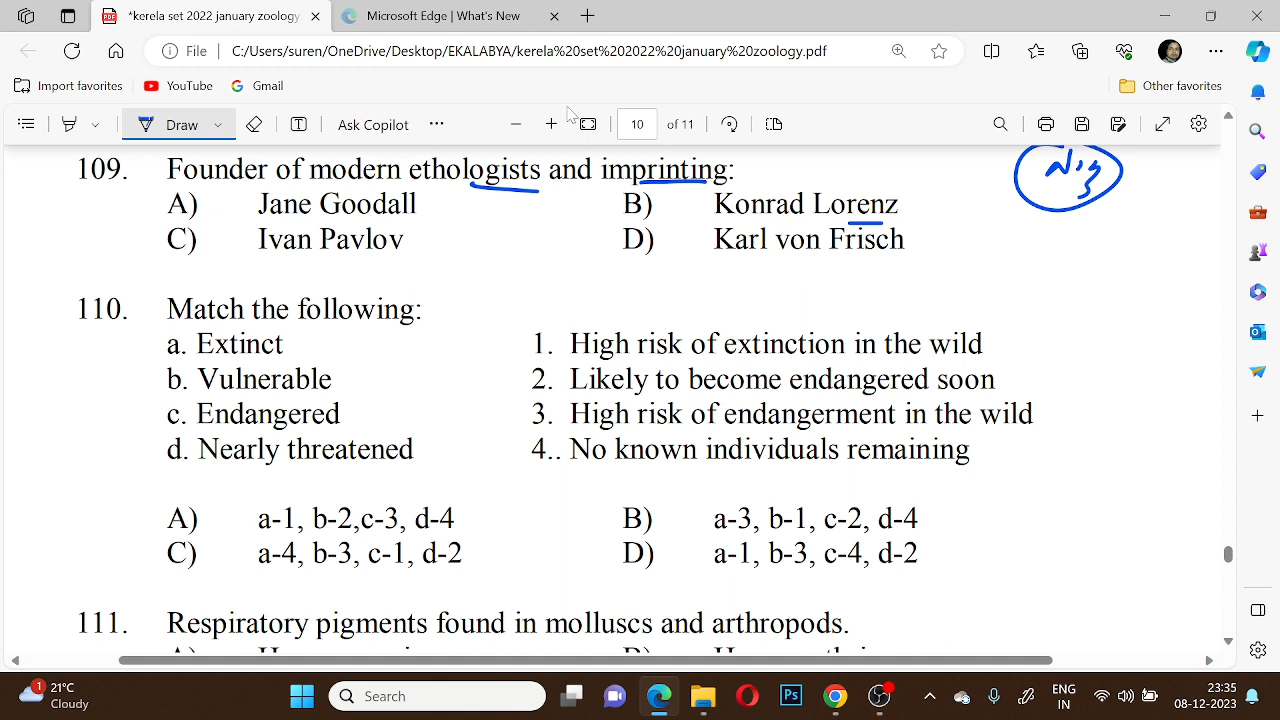 *kerela set 2022 january zoology
Microsoft Edge | What's New
File
C:/Users/suren/OneDrive/Desktop/EKALABYA/kerela%20set%202022%20january%20zoology.pdf
Import favorites
YouTube
Gmail
Other favorites
Draw
Ask Copilot
10 of 11
109. Founder of modern ethologists and imprinting:
A) Jane Goodall B) Konrad Lorenz
C) Ivan Pavlov D) Karl von Frisch
110. Match the following:
a. Extinct 1. High risk of extinction in the wild
b. Vulnerable 2. Likely to become endangered soon
c. Endangered 3. High risk of endangerment in the wild
d. Nearly threatened 4.. No known individuals remaining
A) a-1, b-2,c-3, d-4 B) a-3, b-1, c-2, d-4
C) a-4, b-3, c-1, d-2 D) a-1, b-3, c-4, d-2
111. Respiratory pigments found in molluscs and arthropods.
1
21°C
Cloudy
Search
Ps
ENG
IN
23:35
08-12-2023